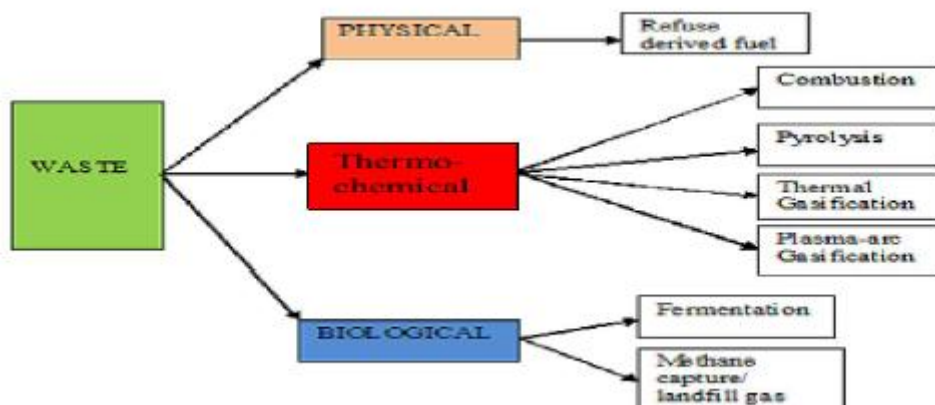 PHYSICAL
Refuse
derived fuel
Combustion
Pyrolysis
WASTE
Thermo-
chemical
Thermal
Gasification
Plasma-arc
Gasification
BIOLOGICAL
Fermentation
Methane
capture/
landfill gas